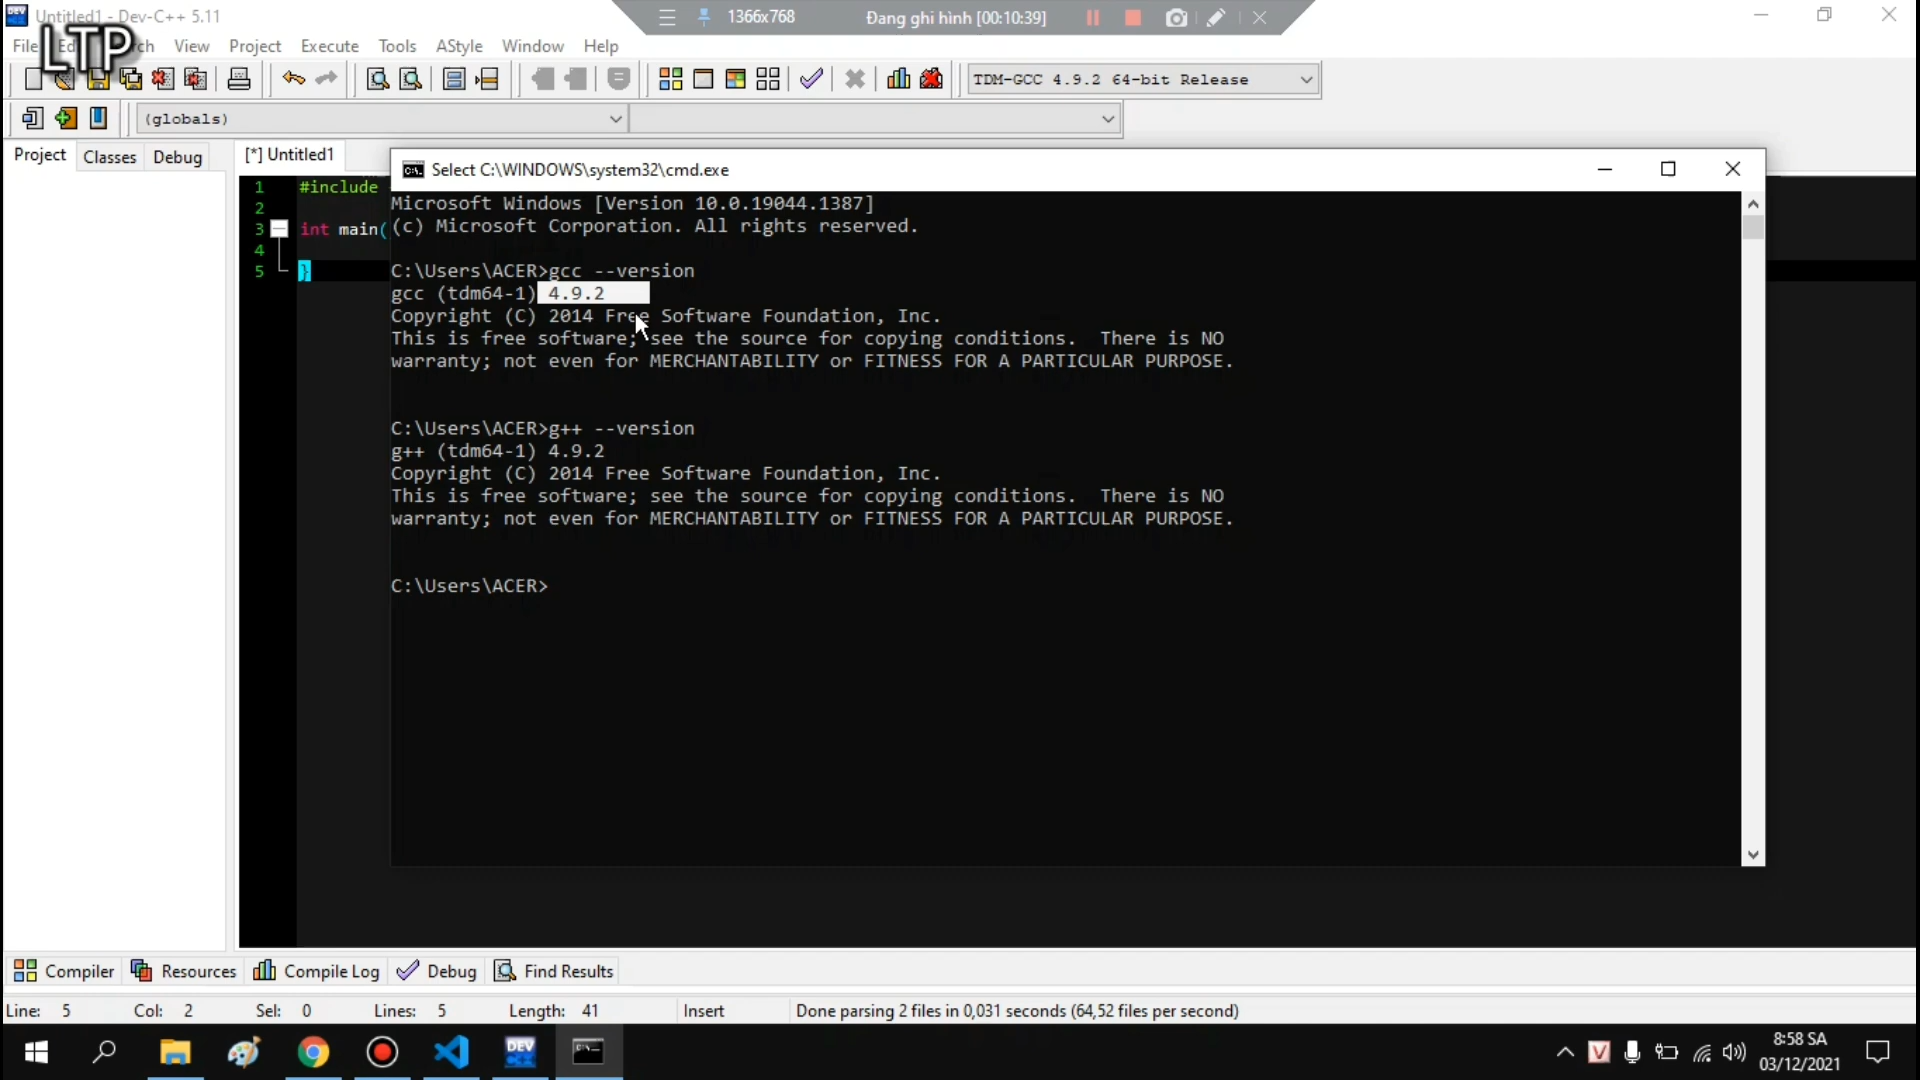 Untitled1 - Dev-C++ 5.11
1366x768
Đang ghi hình [00:10:39]
LTP
View Project Execute Tools AStyle Window Help
TDM-GCC 4.9.2 64-bit Release
(globals)
Project Classes Debug
[*] Untitled1
1 #include
2
3 int main(
4
5 }
Select C:\WINDOWS\system32\cmd.exe
Microsoft Windows [Version 10.0.19044.1387]
(c) Microsoft Corporation. All rights reserved.
C:\Users\ACER>gcc --version
gcc (tdm64-1) 4.9.2
Copyright (C) 2014 Free Software Foundation, Inc.
This is free software; see the source for copying conditions.  There is NO
warranty; not even for MERCHANTABILITY or FITNESS FOR A PARTICULAR PURPOSE.
C:\Users\ACER>g++ --version
g++ (tdm64-1) 4.9.2
Copyright (C) 2014 Free Software Foundation, Inc.
This is free software; see the source for copying conditions.  There is NO
warranty; not even for MERCHANTABILITY or FITNESS FOR A PARTICULAR PURPOSE.
C:\Users\ACER>
Compiler Resources Compile Log Debug Find Results
Line: 5 Col: 2 Sel: 0 Lines: 5 Length: 41 Insert Done parsing 2 files in 0,031 seconds (64,52 files per second)
8:58 SA
03/12/2021